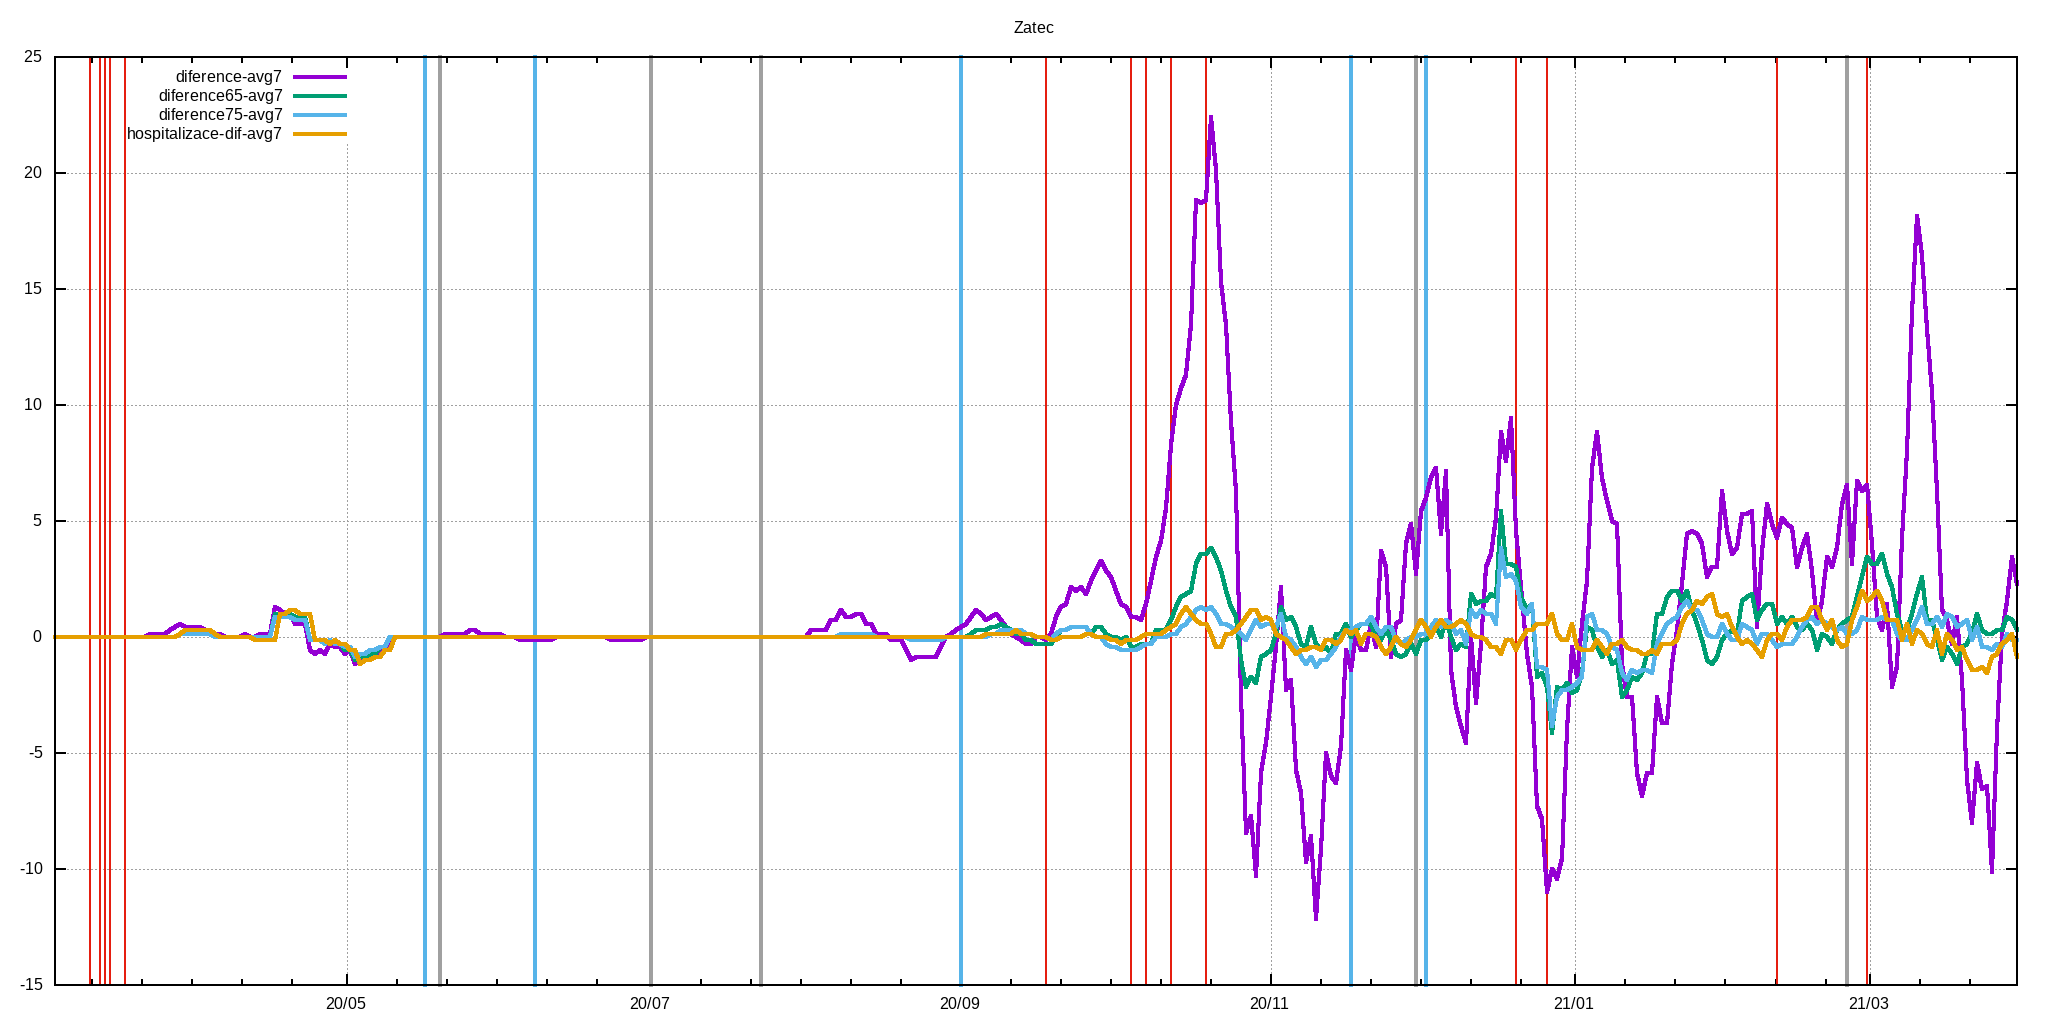 Zatec
25
diference-avg7
diference65-avg7
diference75-avg7
hospitalizace-dif-avg7
20
15
10
5
0
-5
-10
-15
20/05 20/07 20/09 20/11 21/01 21/03